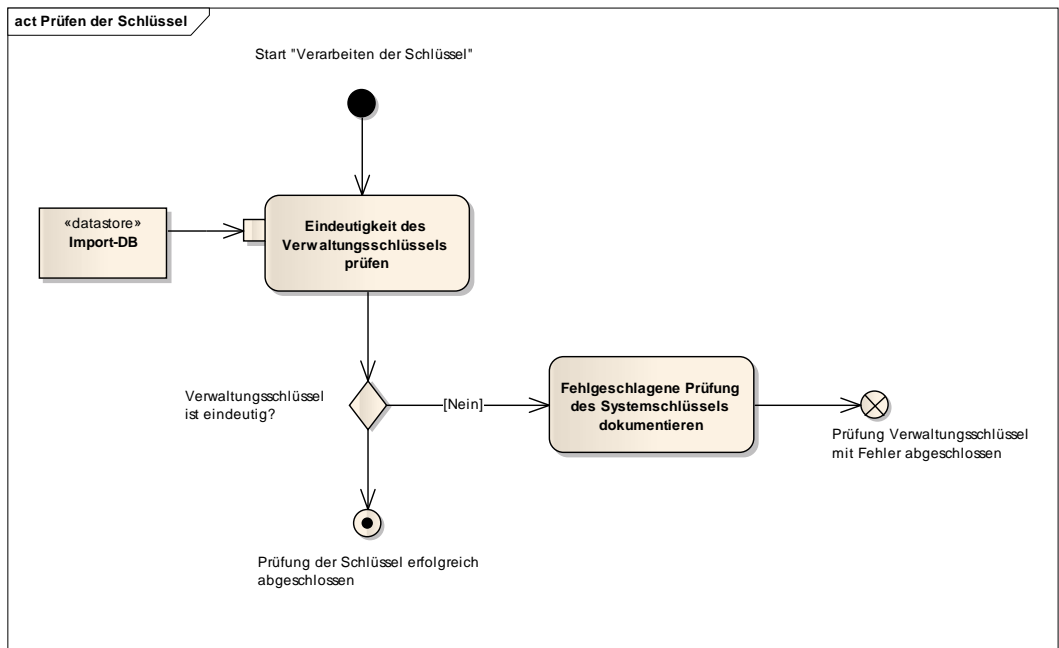 act Prüfen der Schlüssel
Start "Verarbeiten der Schlüssel"
«datastore»
Import-DB
Eindeutigkeit des
Verwaltungsschlüssels
prüfen
Verwaltungsschlüssel
ist eindeutig?
[Nein]
Fehlgeschlagene Prüfung
des Systemschlüssels
dokumentieren
Prüfung Verwaltungsschlüssel
mit Fehler abgeschlossen
Prüfung der Schlüssel erfolgreich
abgeschlossen